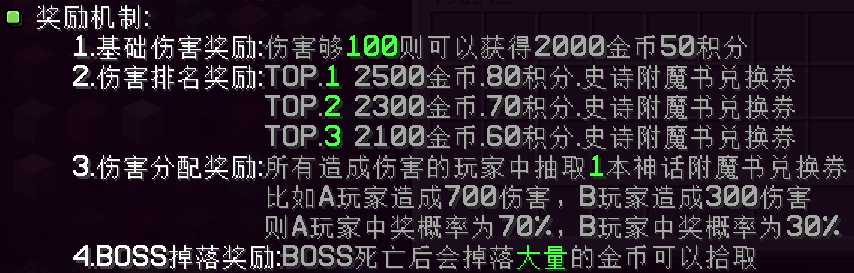 奖励机制:
1.基础伤害奖励:伤害够100则可以获得2000金币50积分
2.伤害排名奖励:TOP.1 2500金币.80积分.史诗附魔书兑换券
TOP.2 2300金币.70积分.史诗附魔书兑换券
TOP.3 2100金币.60积分.史诗附魔书兑换券
3.伤害分配奖励:所有造成伤害的玩家中抽取1本神话附魔书兑换券
比如A玩家造成700伤害，B玩家造成300伤害
则A玩家中奖概率为70%，B玩家中奖概率为30%
4.BOSS掉落奖励:BOSS死亡后会掉落大量的金币可以拾取